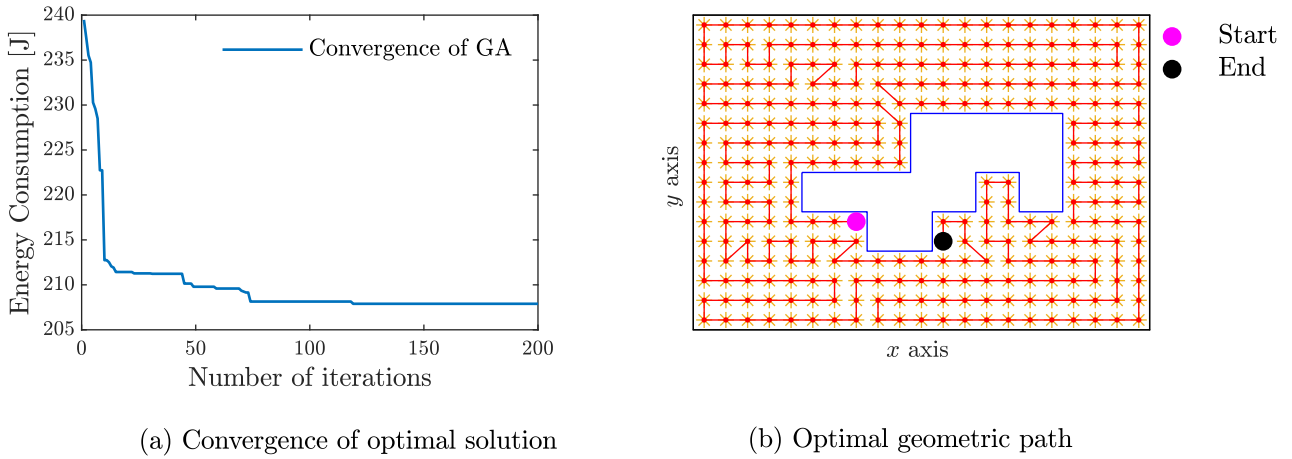 240
235
230
225
220
215
210
205
Energy Consumption [J]
Convergence of GA
0 50 100 150 200
Number of iterations
(a) Convergence of optimal solution
y axis
x axis
Start
End
(b) Optimal geometric path